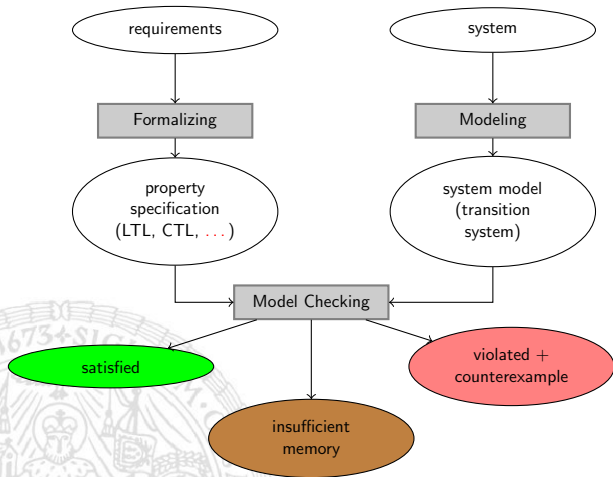 requirements
system
Formalizing
Modeling
property
specification
(LTL, CTL, ...)
system model
(transition
system)
Model Checking
satisfied
violated +
counterexample
insufficient
memory
1673